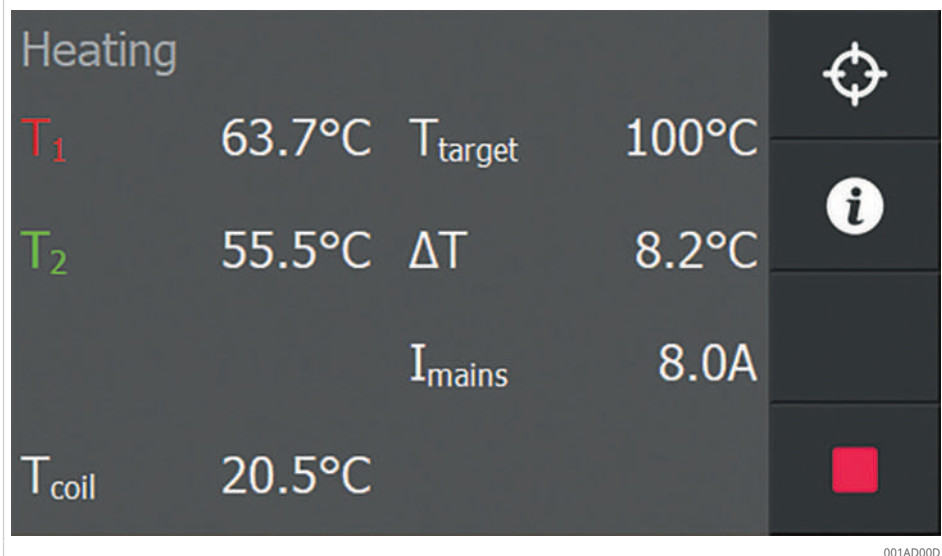 Heating
T1 63.7°C Ttarget 100°C
T2 55.5°C ΔT 8.2°C
Imains 8.0A
Tcoil 20.5°C
i
001AD00D